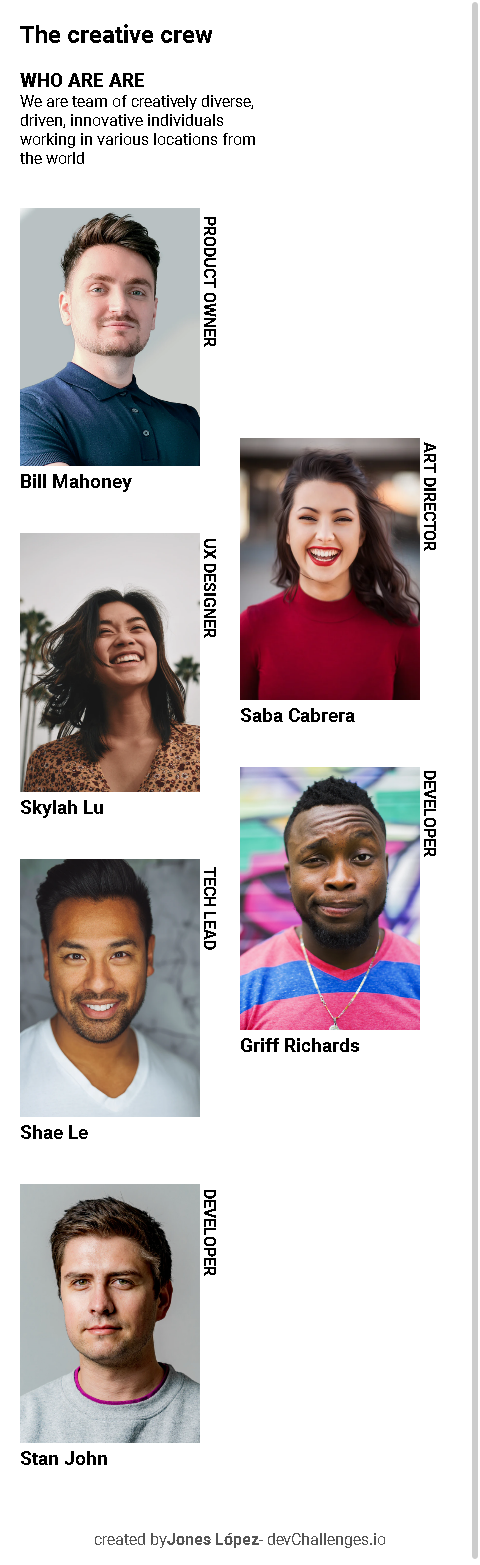 The creative crew
WHO ARE ARE
We are team of creatively diverse,
driven, innovative individuals
working in various locations from
the world
PRODUCT OWNER
Bill Mahoney
ART DIRECTOR
Saba Cabrera
UX DESIGNER
Skylah Lu
DEVELOPER
Griff Richards
TECH LEAD
Shae Le
DEVELOPER
Stan John
created byJones López- devChallenges.io